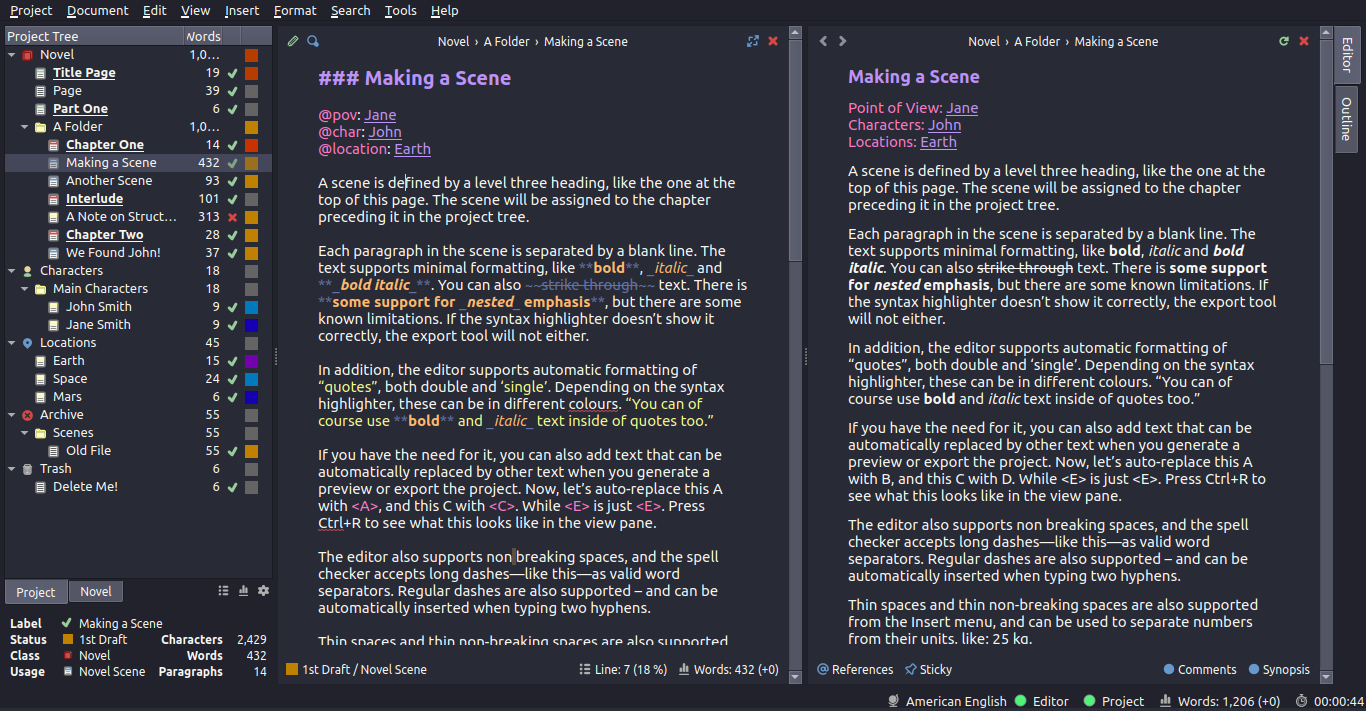 Project Document Edit View Insert Format Search Tools Help
Project Tree Words
Novel 1,0...
Title Page 19
Page 39
Part One 6
A Folder 1,0...
Chapter One 14
Making a Scene 432
Another Scene 93
Interlude 101
A Note on Struct... 313
Chapter Two 28
We Found John! 37
Characters 18
Main Characters 18
John Smith 9
Jane Smith 9
Locations 45
Earth 15
Space 24
Mars 6
Archive 55
Scenes 55
Old File 55
Trash 6
Delete Me! 6
Project Novel
Label Making a Scene
Status 1st Draft Characters 2,429
Class Novel Words 432
Usage Novel Scene Paragraphs 14
Novel › A Folder › Making a Scene
### Making a Scene
@pov: Jane
@char: John
@location: Earth
A scene is defined by a level three heading, like the one at the
top of this page. The scene will be assigned to the chapter
preceding it in the project tree.
Each paragraph in the scene is separated by a blank line. The
text supports minimal formatting, like **bold**, _italic_ and
**_bold italic_**. You can also ~~strike through~~ text. There is
**some support for _nested_ emphasis**, but there are some
known limitations. If the syntax highlighter doesn’t show it
correctly, the export tool will not either.
In addition, the editor supports automatic formatting of
“quotes”, both double and ‘single’. Depending on the syntax
highlighter, these can be in different colours. “You can of
course use **bold** and _italic_ text inside of quotes too.”
If you have the need for it, you can also add text that can be
automatically replaced by other text when you generate a
preview or export the project. Now, let’s auto-replace this A
with <A>, and this C with <C>. While <E> is just <E>. Press
Ctrl+R to see what this looks like in the view pane.
The editor also supports non breaking spaces, and the spell
checker accepts long dashes—like this—as valid word
separators. Regular dashes are also supported – and can be
automatically inserted when typing two hyphens.
Thin spaces and thin non-breaking spaces are also supported
1st Draft / Novel Scene Line: 7 (18 %) Words: 432 (+0)
Novel › A Folder › Making a Scene
Making a Scene
Point of View: Jane
Characters: John
Locations: Earth
A scene is defined by a level three heading, like the one at the
top of this page. The scene will be assigned to the chapter
preceding it in the project tree.
Each paragraph in the scene is separated by a blank line. The
text supports minimal formatting, like bold, italic and bold
italic. You can also strike through text. There is some support
for nested emphasis, but there are some known limitations. If
the syntax highlighter doesn’t show it correctly, the export tool
will not either.
In addition, the editor supports automatic formatting of
“quotes”, both double and ‘single’. Depending on the syntax
highlighter, these can be in different colours. “You can of
course use bold and italic text inside of quotes too.”
If you have the need for it, you can also add text that can be
automatically replaced by other text when you generate a
preview or export the project. Now, let’s auto-replace this A
with B, and this C with D. While <E> is just <E>. Press Ctrl+R to
see what this looks like in the view pane.
The editor also supports non breaking spaces, and the spell
checker accepts long dashes—like this—as valid word
separators. Regular dashes are also supported – and can be
automatically inserted when typing two hyphens.
Thin spaces and thin non-breaking spaces are also supported
from the Insert menu, and can be used to separate numbers
from their units. like: 25 kg.
@ References Sticky Comments Synopsis
Editor
Outline
American English Editor Project Words: 1,206 (+0) 00:00:44